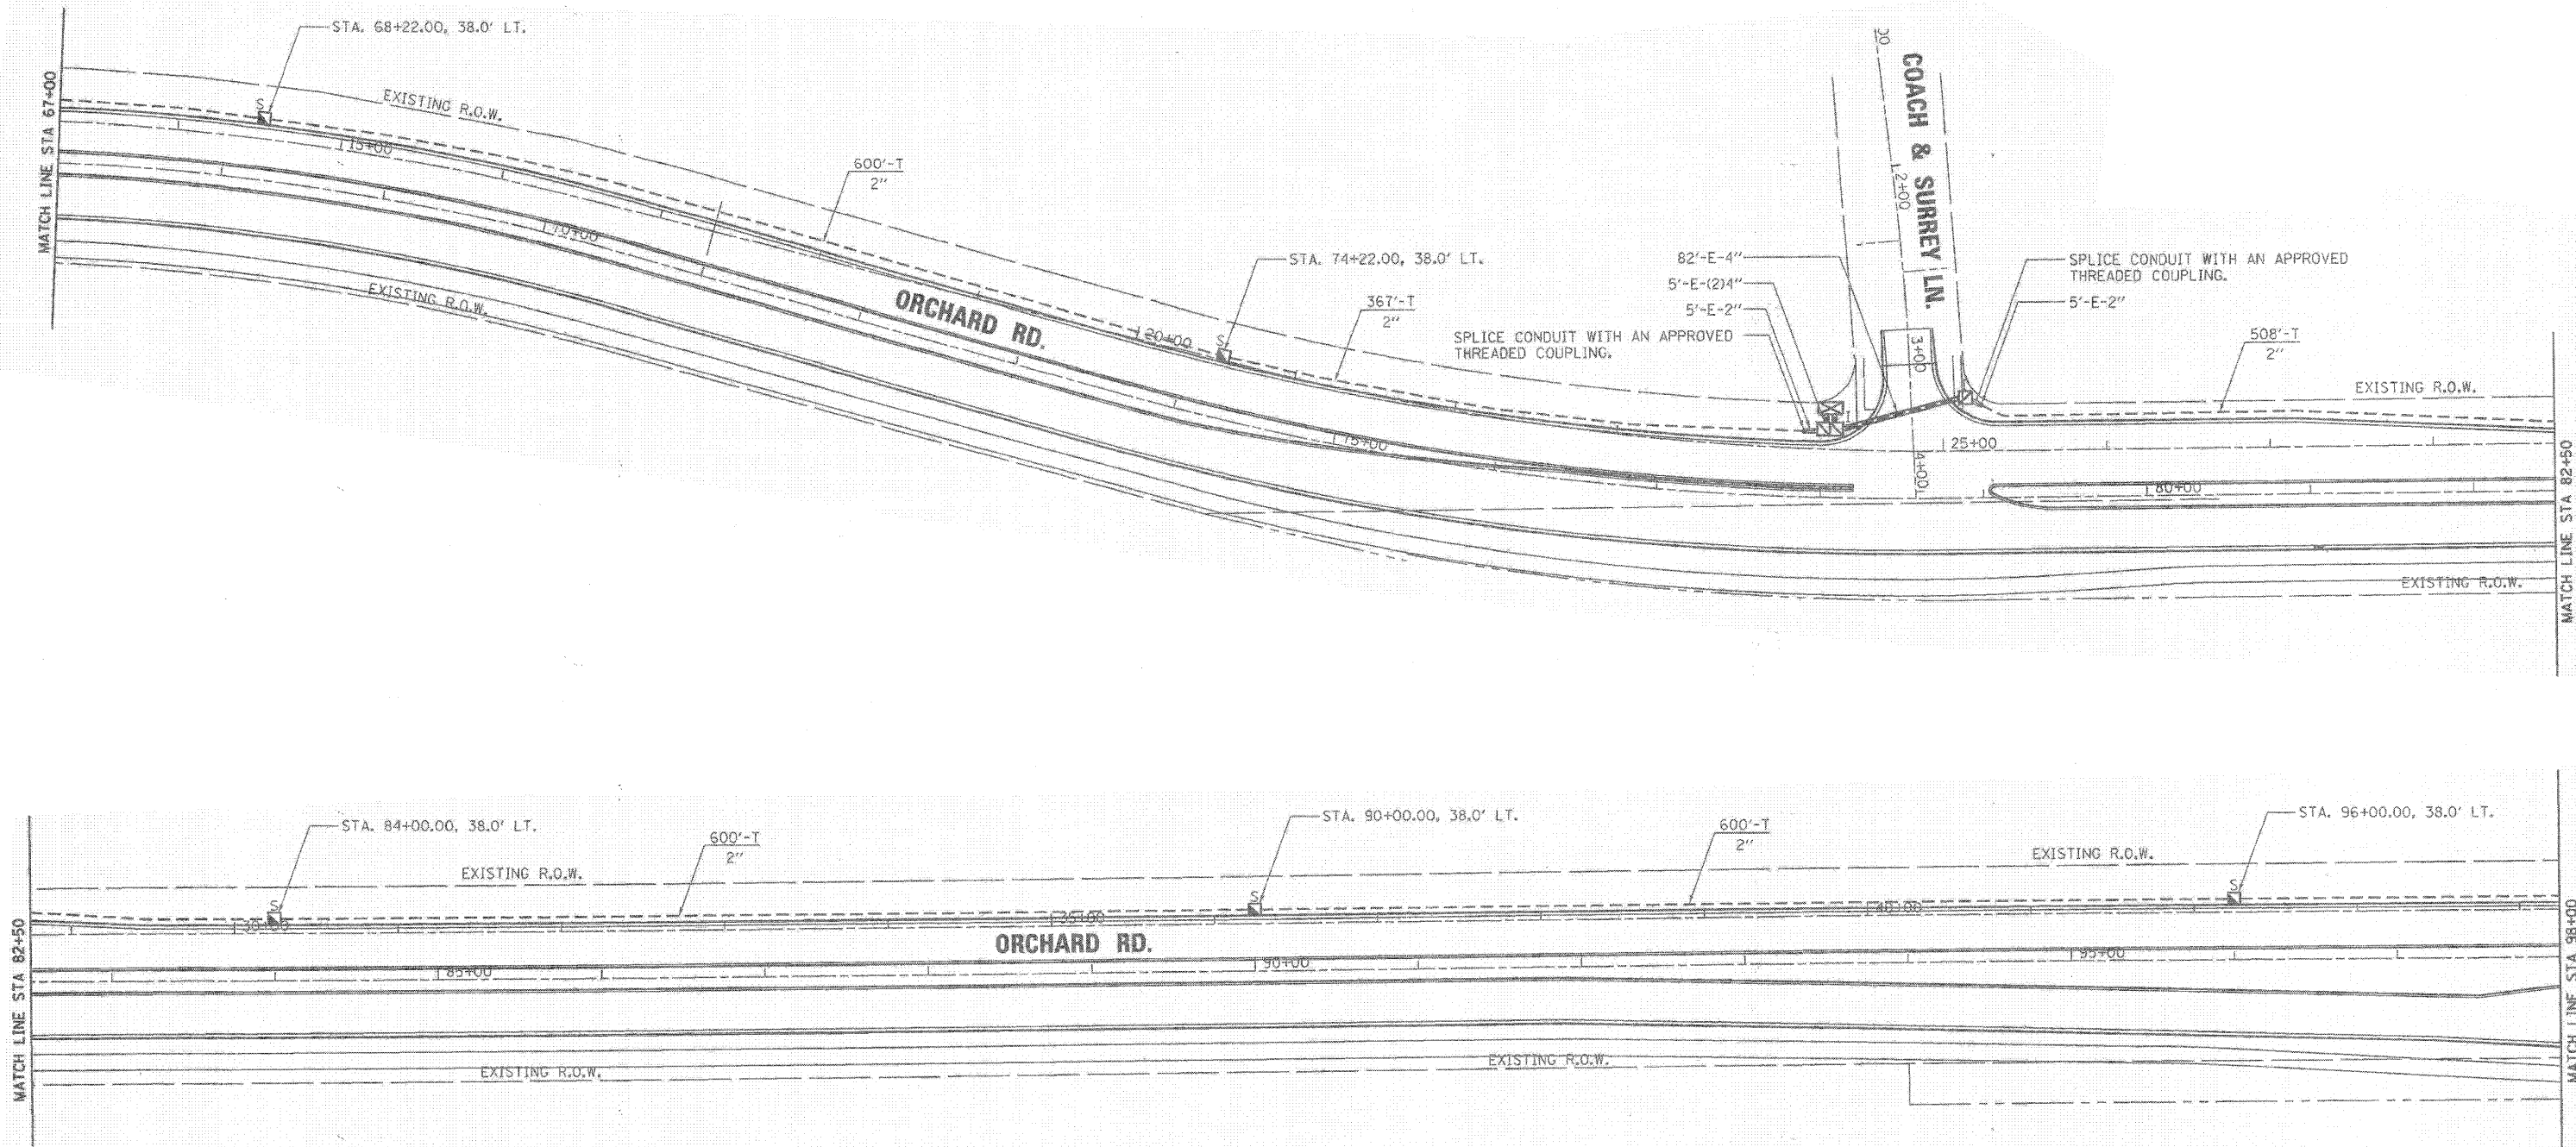 STA. 68+22.00, 38.0' LT.
MATCH LINE STA 67+00
S
EXISTING R.O.W.
115+00
70+00
EXISTING R.O.W.
600'-T
2"
ORCHARD RD.
STA. 74+22.00, 38.0' LT.
20+00
S
367'-T
2"
75+00
82'-E-4"
5'-E-(2)4"
5'-E-2"
SPLICE CONDUIT WITH AN APPROVED
THREADED COUPLING.
COACH & SURREY LN.
2+00
3+00
4+00
SPLICE CONDUIT WITH AN APPROVED
THREADED COUPLING.
5'-E-2"
508'-T
2"
EXISTING R.O.W.
25+00
80+00
EXISTING R.O.W.
MATCH LINE STA 82+50
MATCH LINE STA 82+50
STA. 84+00.00, 38.0' LT.
600'-T
2"
EXISTING R.O.W.
S
30+00
85+00
EXISTING R.O.W.
ORCHARD RD.
STA. 90+00.00, 38.0' LT.
S
35+00
90+00
600'-T
2"
EXISTING R.O.W.
STA. 96+00.00, 38.0' LT.
S
40+00
95+00
EXISTING R.O.W.
MATCH LINE STA 98+00